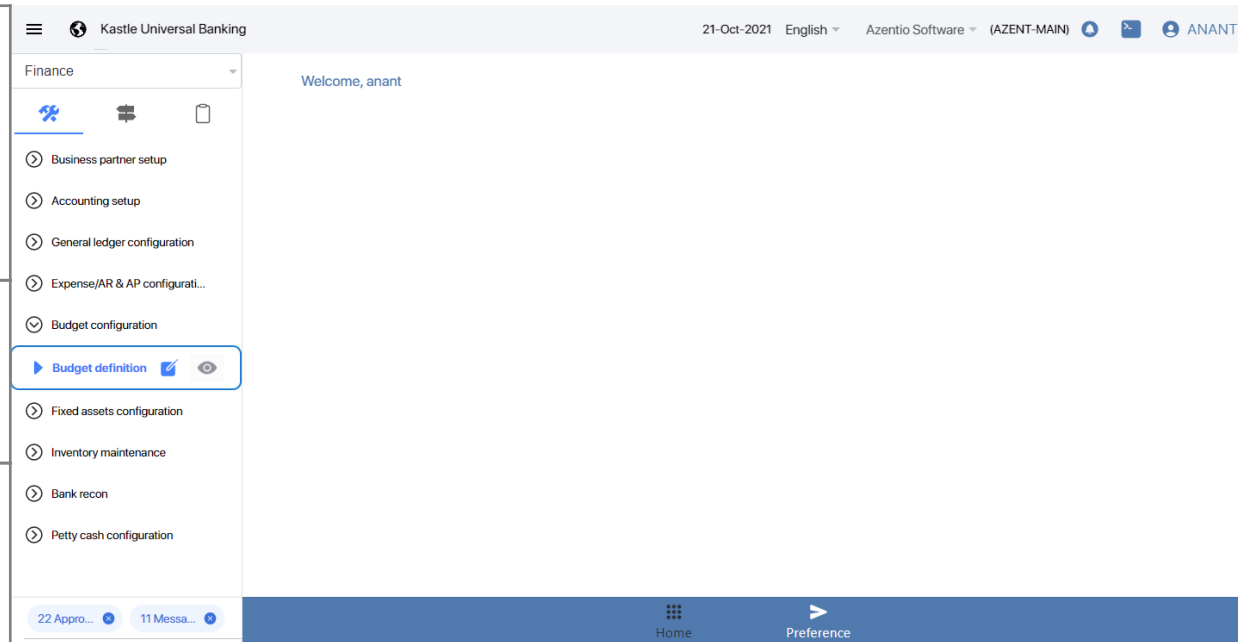 Kastle Universal Banking 21-Oct-2021 English Azentio Software (AZENT-MAIN) ANANT
Finance
Welcome, anant
Business partner setup
Accounting setup
General ledger configuration
Expense/AR & AP configurati...
Budget configuration
Budget definition
Fixed assets configuration
Inventory maintenance
Bank recon
Petty cash configuration
22 Appro... 11 Messa...
Home Preference